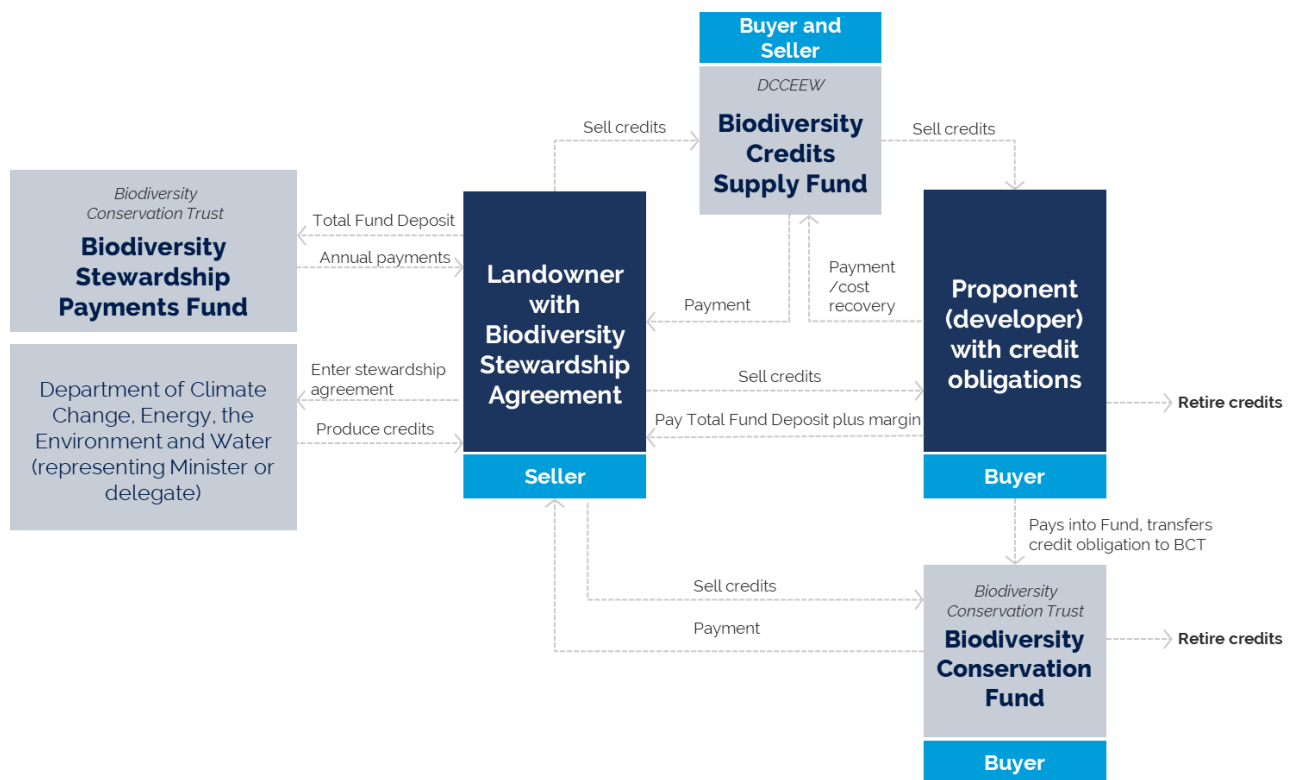 Buyer and
Seller
DCCEEW
Biodiversity
Credits
Supply Fund
Sell credits
Sell credits
Biodiversity
Conservation Trust
Biodiversity
Stewardship
Payments Fund
Total Fund Deposit
Annual payments
Landowner
with
Biodiversity
Stewardship
Agreement
Seller
Payment
Payment
/cost
recovery
Proponent
(developer)
with credit
obligations
Buyer
Department of Climate
Change, Energy, the
Environment and Water
(representing Minister or
delegate)
Enter stewardship
agreement
Produce credits
Sell credits
Pay Total Fund Deposit plus margin
Retire credits
Pays into Fund, transfers
credit obligation to BCT
Sell credits
Payment
Biodiversity
Conservation Trust
Biodiversity
Conservation
Fund
Buyer
Retire credits